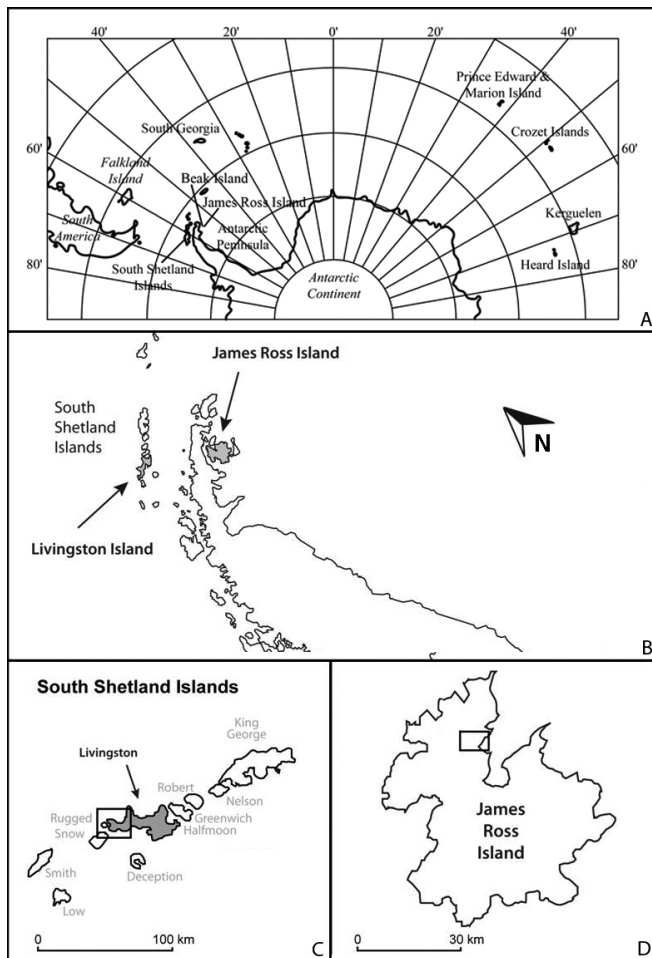 40'
20'
0'
20'
40'
Prince Edward &
Marion Island
South Georgia
Crozet Islands
60'
Falkland
Island
Beak Island
James Ross Island
60'
South
America
Antarctic
Peninsula
Kerguelen
80'
South Shetland
Islands
Antarctic
Continent
Heard Island
80'
A
James Ross Island
South
Shetland
Islands
N
Livingston Island
B
South Shetland Islands
King
George
Livingston
Robert
Nelson
Rugged
Snow
Greenwich
Halfmoon
Smith
Deception
Low
0
100 km
C
James
Ross
Island
0
30 km
D